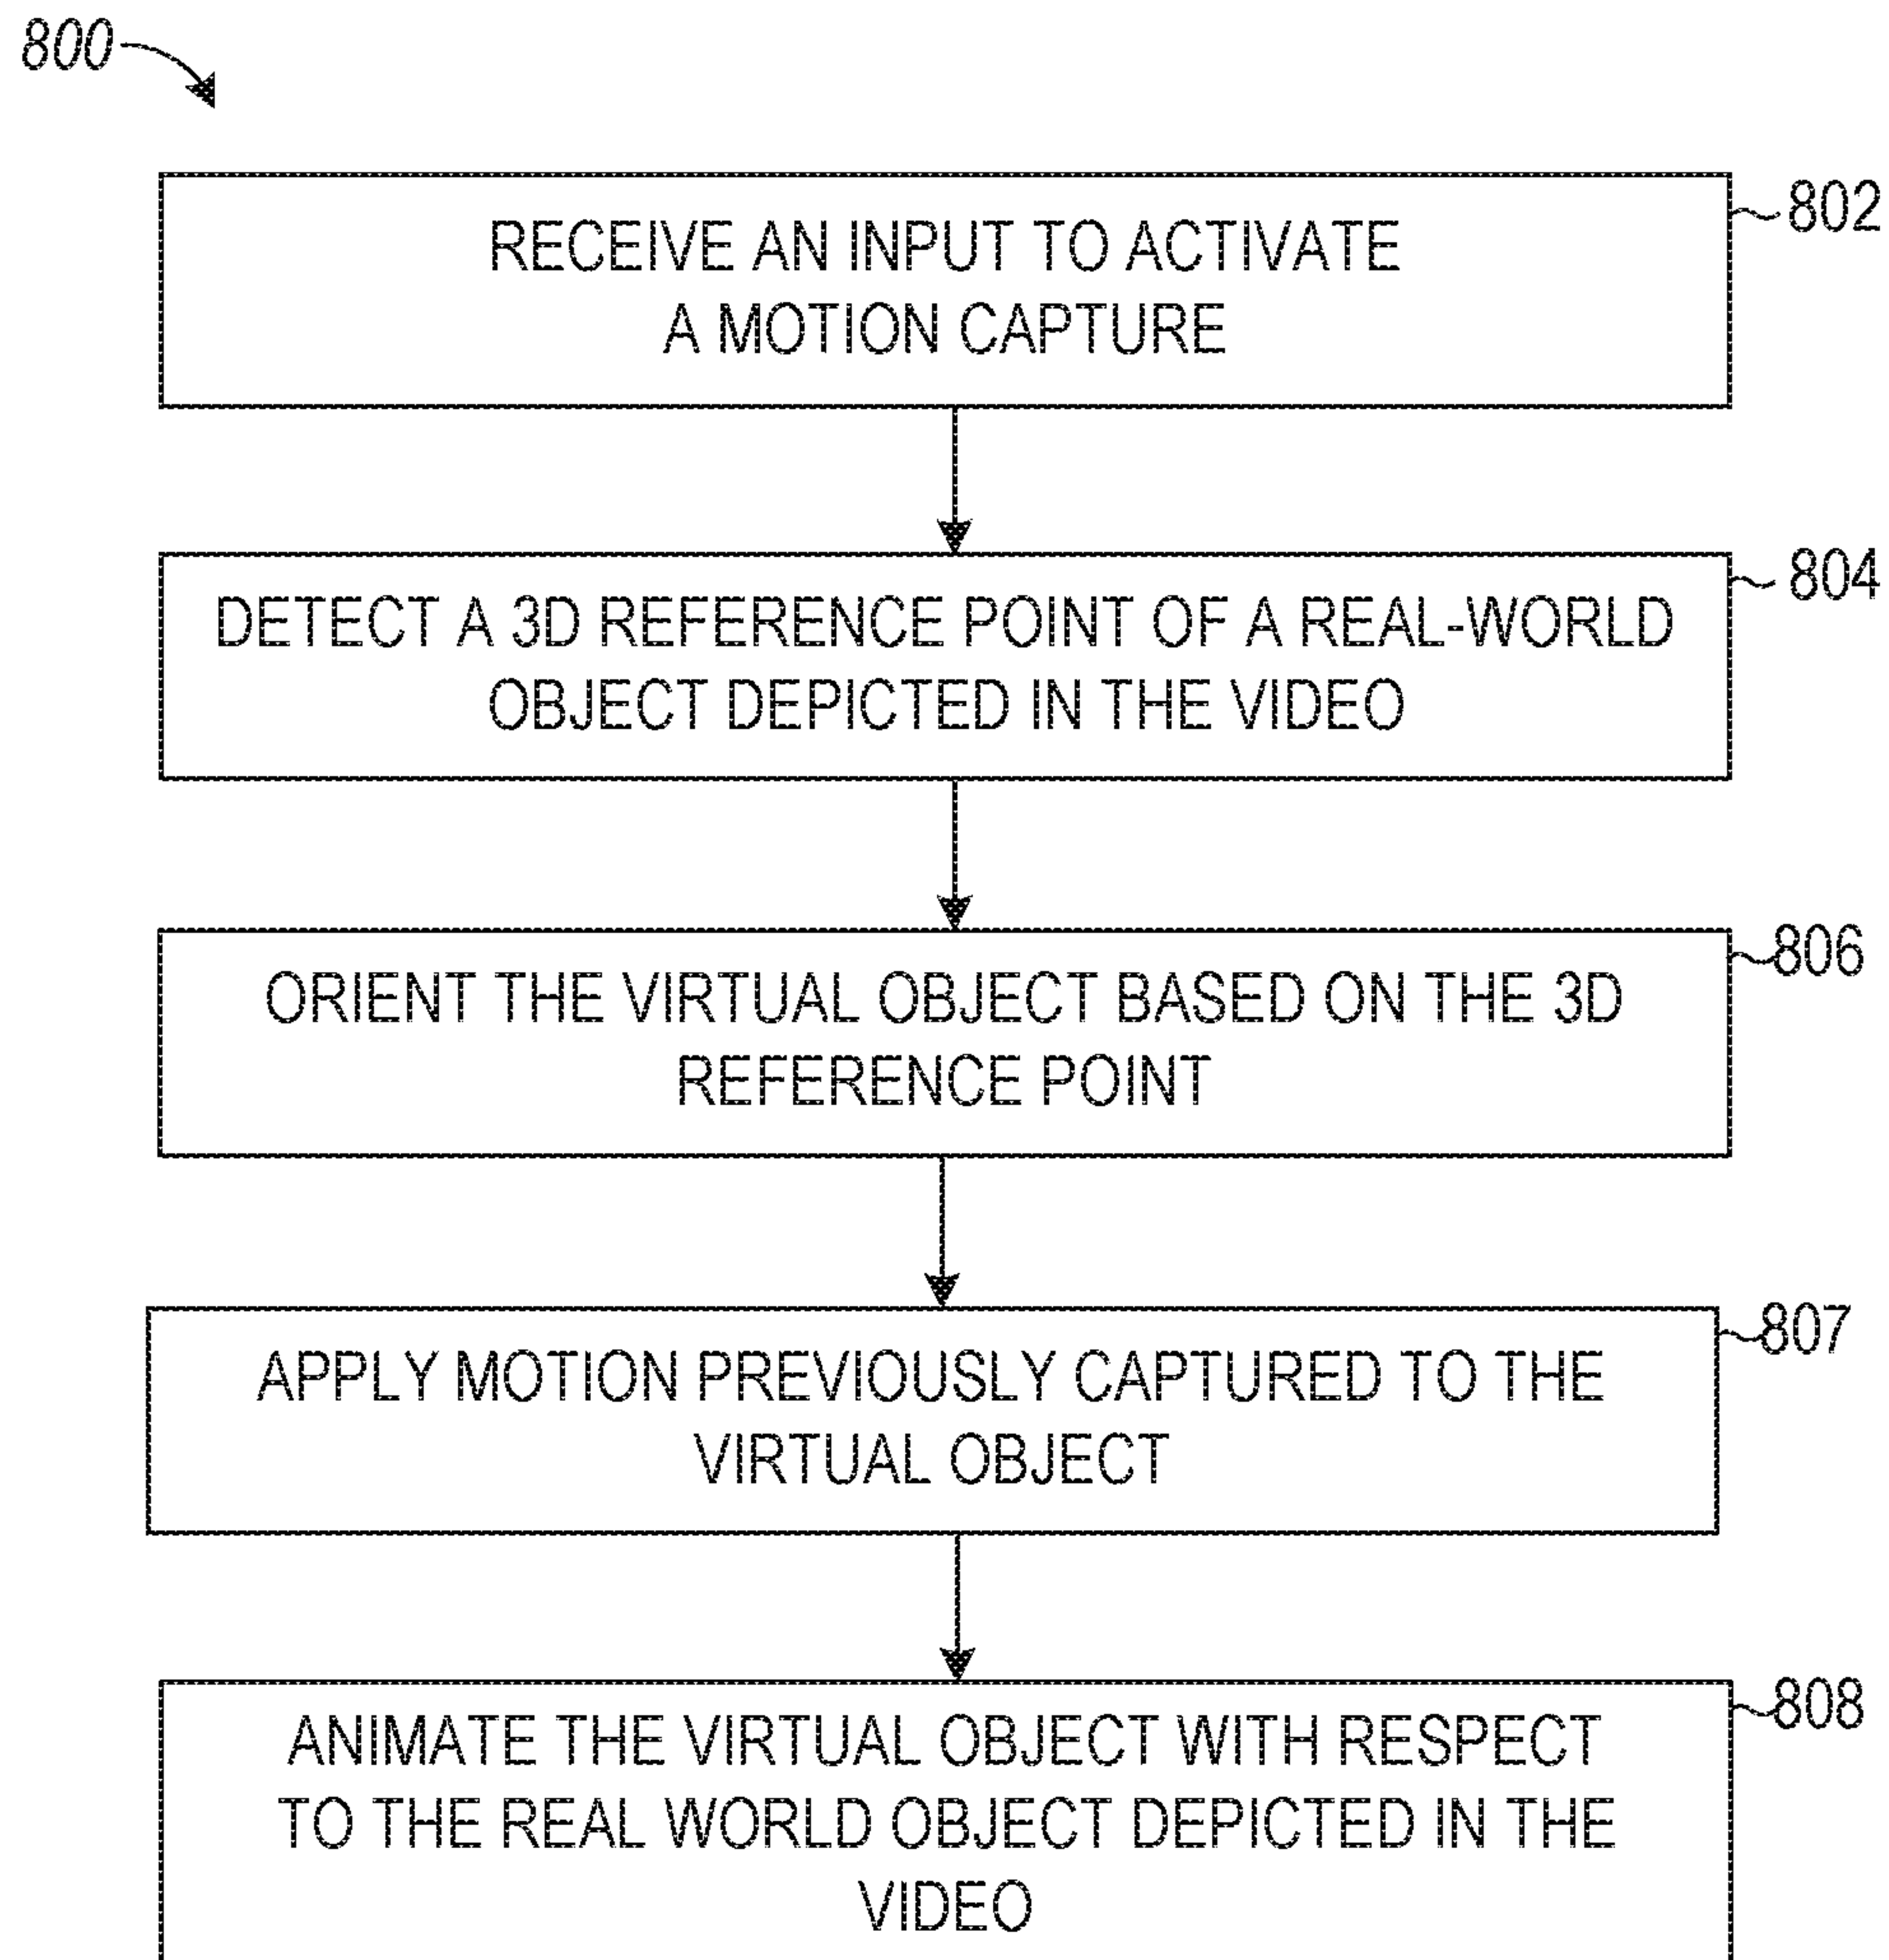 800
802
RECEIVE AN INPUT TO ACTIVATE
A MOTION CAPTURE
804
DETECT A 3D REFERENCE POINT OF A REAL-WORLD
OBJECT DEPICTED IN THE VIDEO
806
ORIENT THE VIRTUAL OBJECT BASED ON THE 3D
REFERENCE POINT
807
APPLY MOTION PREVIOUSLY CAPTURED TO THE
VIRTUAL OBJECT
808
ANIMATE THE VIRTUAL OBJECT WITH RESPECT
TO THE REAL WORLD OBJECT DEPICTED IN THE
VIDEO